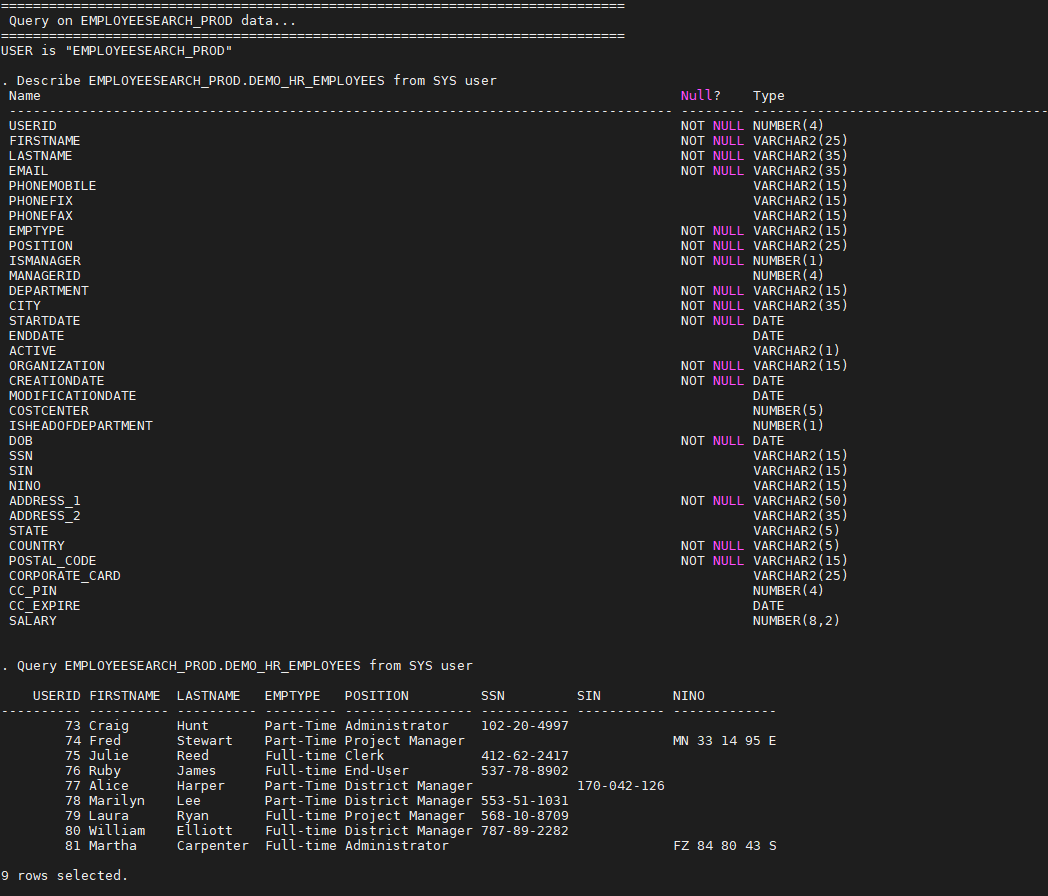 ==============================================================================
Query on EMPLOYEESEARCH_PROD data...
==============================================================================
USER is "EMPLOYEESEARCH_PROD"
. Describe EMPLOYEESEARCH_PROD.DEMO_HR_EMPLOYEES from SYS user
Name Null? Type
----------------------------------------------------------------------------------- -------- ------------------------------------
USERID NOT NULL NUMBER(4)
FIRSTNAME NOT NULL VARCHAR2(25)
LASTNAME NOT NULL VARCHAR2(35)
EMAIL NOT NULL VARCHAR2(35)
PHONEMOBILE VARCHAR2(15)
PHONEFIX VARCHAR2(15)
PHONEFAX VARCHAR2(15)
EMPTYPE NOT NULL VARCHAR2(15)
POSITION NOT NULL VARCHAR2(25)
ISMANAGER NOT NULL NUMBER(1)
MANAGERID NUMBER(4)
DEPARTMENT NOT NULL VARCHAR2(15)
CITY NOT NULL VARCHAR2(35)
STARTDATE NOT NULL DATE
ENDDATE DATE
ACTIVE VARCHAR2(1)
ORGANIZATION NOT NULL VARCHAR2(15)
CREATIONDATE NOT NULL DATE
MODIFICATIONDATE DATE
COSTCENTER NUMBER(5)
ISHEADOFDEPARTMENT NUMBER(1)
DOB NOT NULL DATE
SSN VARCHAR2(15)
SIN VARCHAR2(15)
NINO VARCHAR2(15)
ADDRESS_1 NOT NULL VARCHAR2(50)
ADDRESS_2 VARCHAR2(35)
STATE VARCHAR2(5)
COUNTRY NOT NULL VARCHAR2(5)
POSTAL_CODE NOT NULL VARCHAR2(15)
CORPORATE_CARD VARCHAR2(25)
CC_PIN NUMBER(4)
CC_EXPIRE DATE
SALARY NUMBER(8,2)
. Query EMPLOYEESEARCH_PROD.DEMO_HR_EMPLOYEES from SYS user
USERID FIRSTNAME LASTNAME EMPTYPE POSITION SSN SIN NINO
---------- ---------- ---------- --------- ---------------- ----------- ----------- -------------
73 Craig Hunt Part-Time Administrator 102-20-4997
74 Fred Stewart Part-Time Project Manager MN 33 14 95 E
75 Julie Reed Full-time Clerk 412-62-2417
76 Ruby James Full-time End-User 537-78-8902
77 Alice Harper Part-Time District Manager 170-042-126
78 Marilyn Lee Part-Time District Manager 553-51-1031
79 Laura Ryan Full-time Project Manager 568-10-8709
80 William Elliott Full-time District Manager 787-89-2282
81 Martha Carpenter Full-time Administrator FZ 84 80 43 S
9 rows selected.